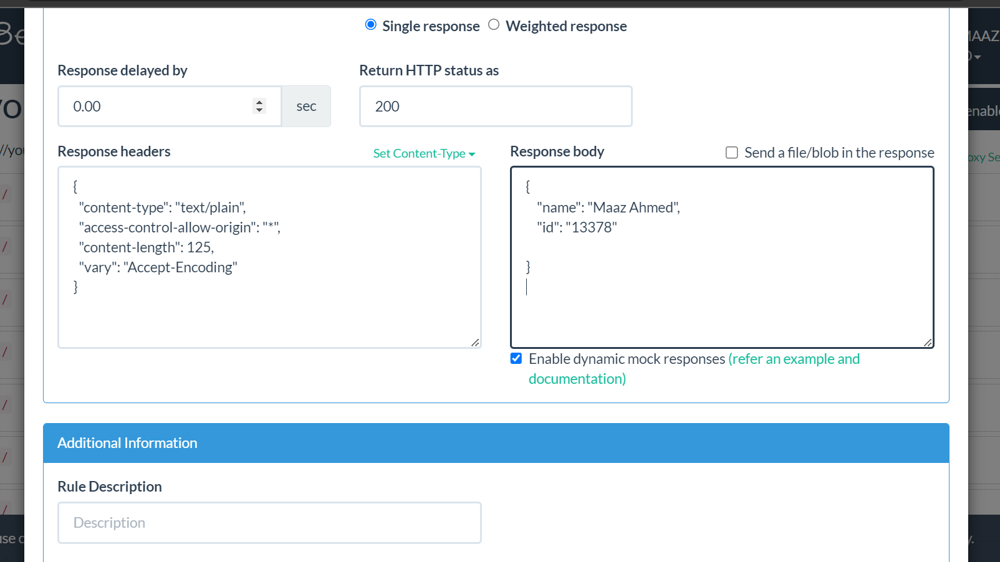 Single response Weighted response
MAAZ
Response delayed by Return HTTP status as
0.00 sec 200
Response headers Set Content-Type Response body Send a file/blob in the response
{
"content-type": "text/plain",
"access-control-allow-origin": "*",
"content-length": 125,
"vary": "Accept-Encoding"
}
{
"name": "Maaz Ahmed",
"id": "13378"
}
Enable dynamic mock responses (refer an example and
documentation)
Additional Information
Rule Description
Description